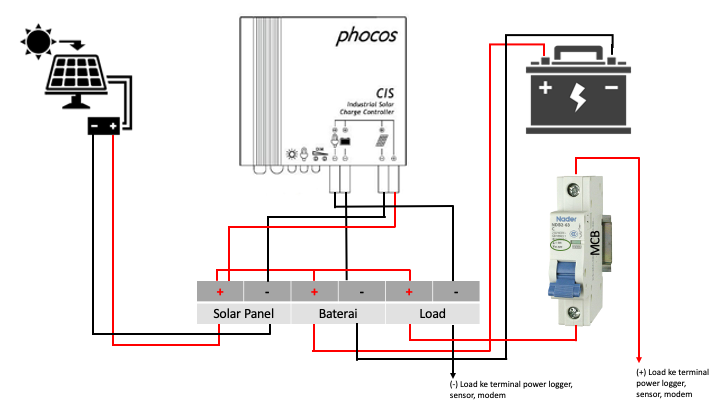 phocos
CIS
Industrial Solar
Charge Controller
+ −
− +
Nader
MCB
+ - + - + -
Solar Panel Baterai Load
(-) Load ke terminal power logger,
sensor, modem
(+) Load ke terminal
power logger,
sensor, modem